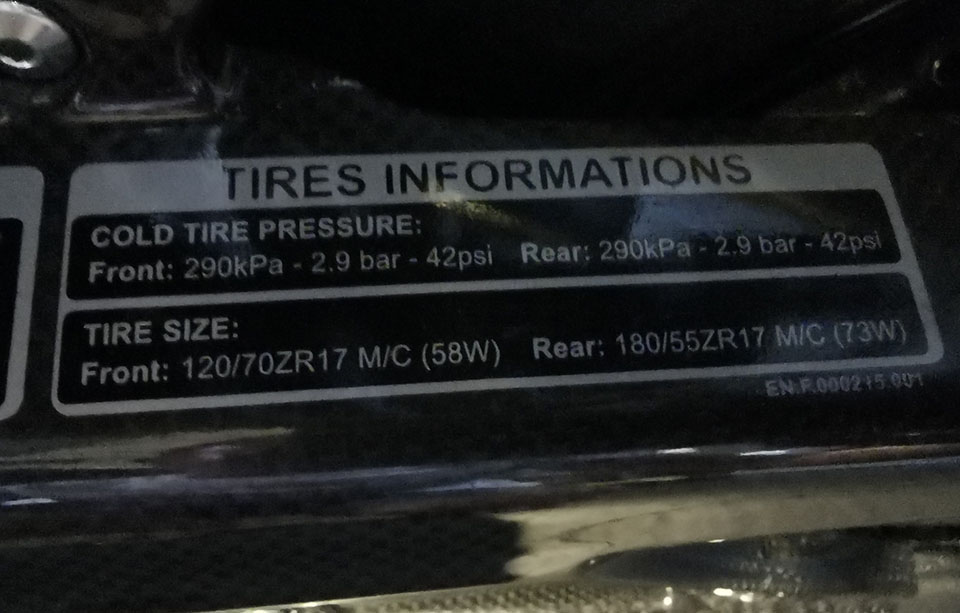 TIRES INFORMATIONS
COLD TIRE PRESSURE:
Front: 290kPa - 2.9 bar - 42psi Rear: 290kPa - 2.9 bar - 42psi
TIRE SIZE:
Front: 120/70ZR17 M/C (58W) Rear: 180/55ZR17 M/C (73W)
EN.F.000215.001